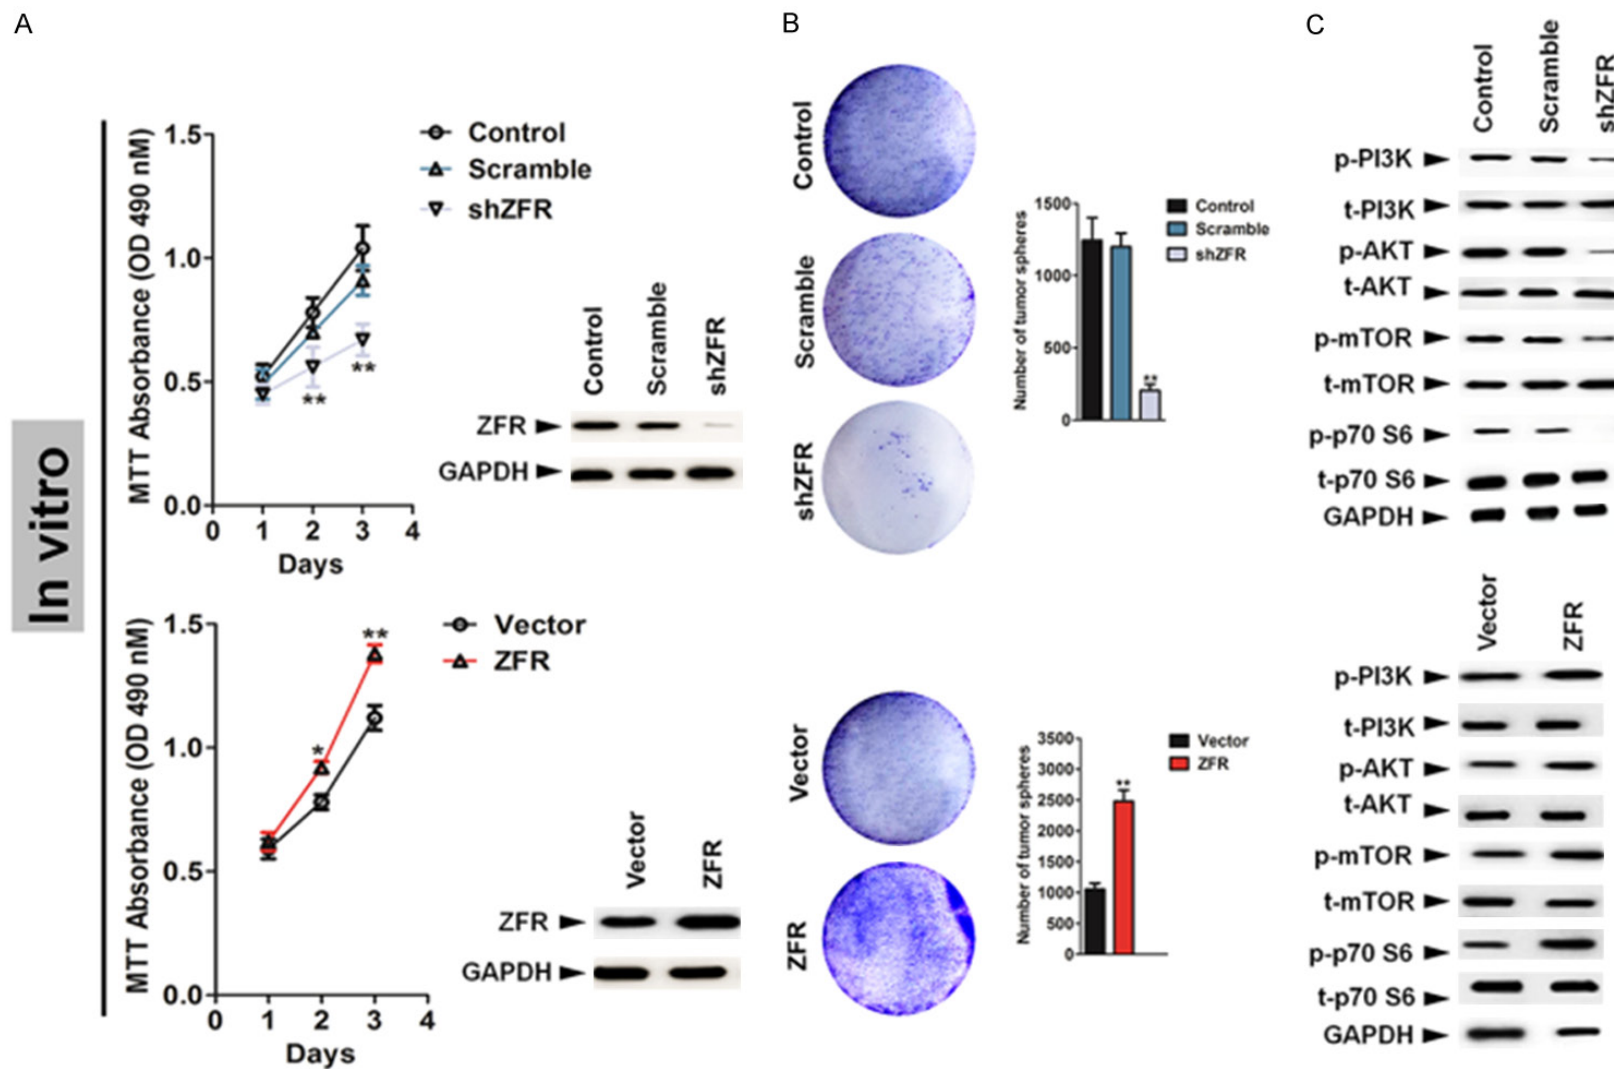 A
B
C
In vitro
MTT Absorbance (OD 490 nM)
1.5
1.0
0.5
0.0
0 1 2 3 4
Days
Control
Scramble
shZFR
**
**
Control
Scramble
shZFR
ZFR
GAPDH
MTT Absorbance (OD 490 nM)
1.5
1.0
0.5
0.0
0 1 2 3 4
Days
Vector
ZFR
*
**
Vector
ZFR
ZFR
GAPDH
Control
Scramble
shZFR
Number of tumor spheres
1500
1000
500
0
**
Control
Scramble
shZFR
Vector
ZFR
Number of tumor spheres
3500
3000
2500
2000
1500
1000
500
0
**
Vector
ZFR
Control
Scramble
shZFR
p-PI3K
t-PI3K
p-AKT
t-AKT
p-mTOR
t-mTOR
p-p70 S6
t-p70 S6
GAPDH
Vector
ZFR
p-PI3K
t-PI3K
p-AKT
t-AKT
p-mTOR
t-mTOR
p-p70 S6
t-p70 S6
GAPDH